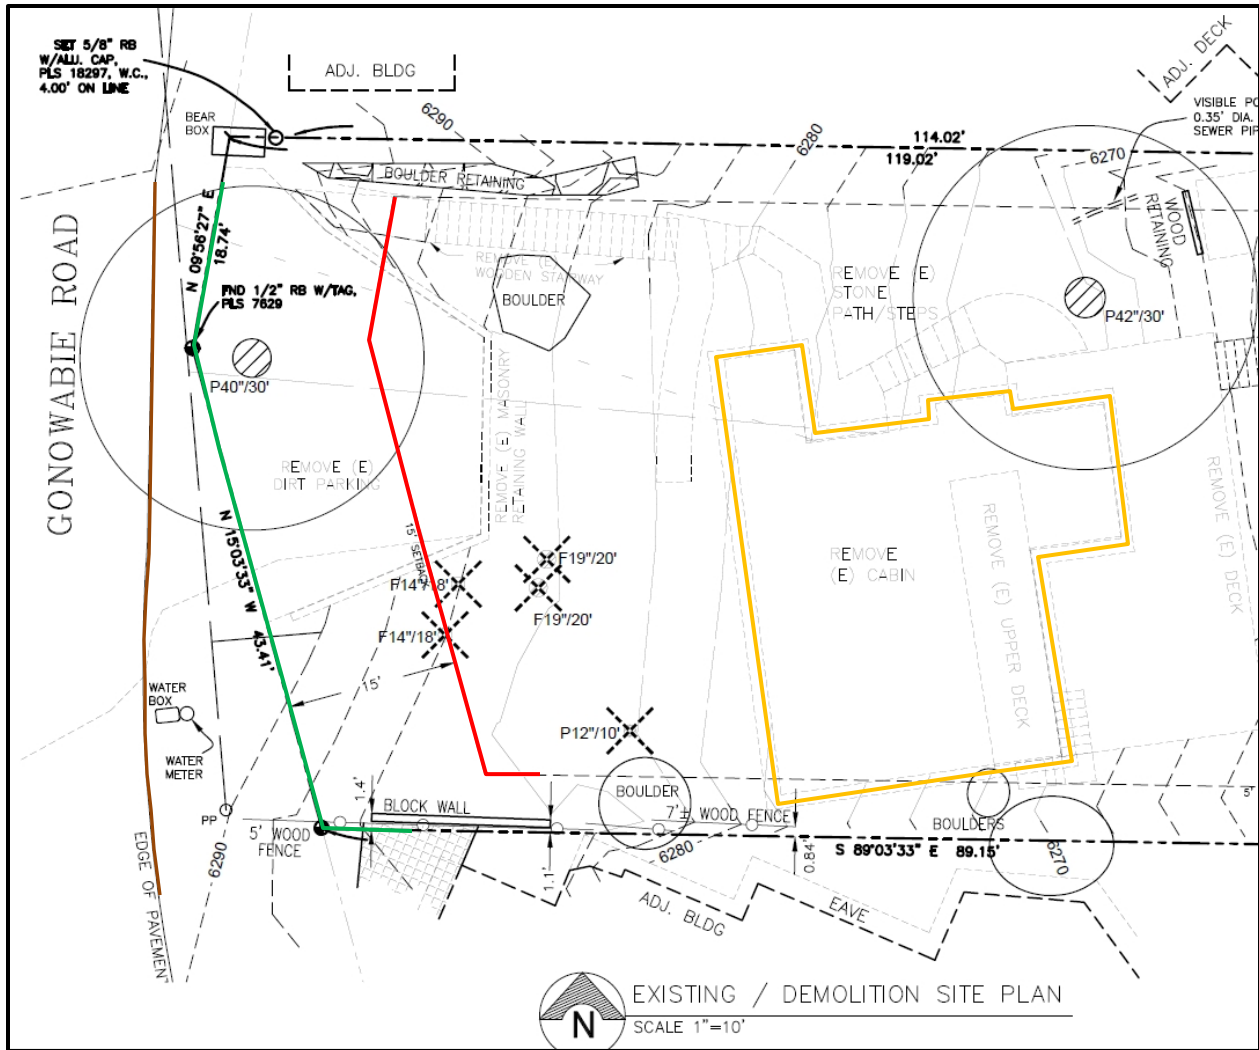 SET 5/8" RB
W/ALU. CAP,
PLS 18297, W.C.,
4.00' ON LINE
ADJ. BLDG
ADJ. DECK
VISIBLE
0.35' DIA.
SEWER
BEAR
BOX
6290
6280
114.02'
119.02'
6270
BOULDER RETAINING
WOOD
RETAINING
GONOWABIE ROAD
N 09°56'27" E
18.74'
REMOVE (E)
WOODEN STAIRWAY
REMOVE (E)
STONE
PATH/STEPS
FND 1/2" RB W/TAG,
PLS 7629
BOULDER
P42"/30'
P40"/30'
REMOVE (E) MASONRY
RETAINING WALL
REMOVE (E)
DIRT PARKING
REMOVE (E) DECK
N 15°03'33" W
43.41'
15' SETBACK
F19"/20'
F14"/18'
F19"/20'
F14"/18'
REMOVE
(E) CABIN
REMOVE (E) UPPER DECK
15'
WATER
BOX
WATER
METER
P12"/10'
1.4'
BLOCK WALL
BOULDER
7'± WOOD FENCE
BOULDERS
5'
PP
5' WOOD
FENCE
6290
1.1'
6280
0.84'
S 89°03'33" E 89.15'
6270
EDGE OF PAVEMEN
ADJ. BLDG
EAVE
N
EXISTING / DEMOLITION SITE PLAN
SCALE 1"=10'